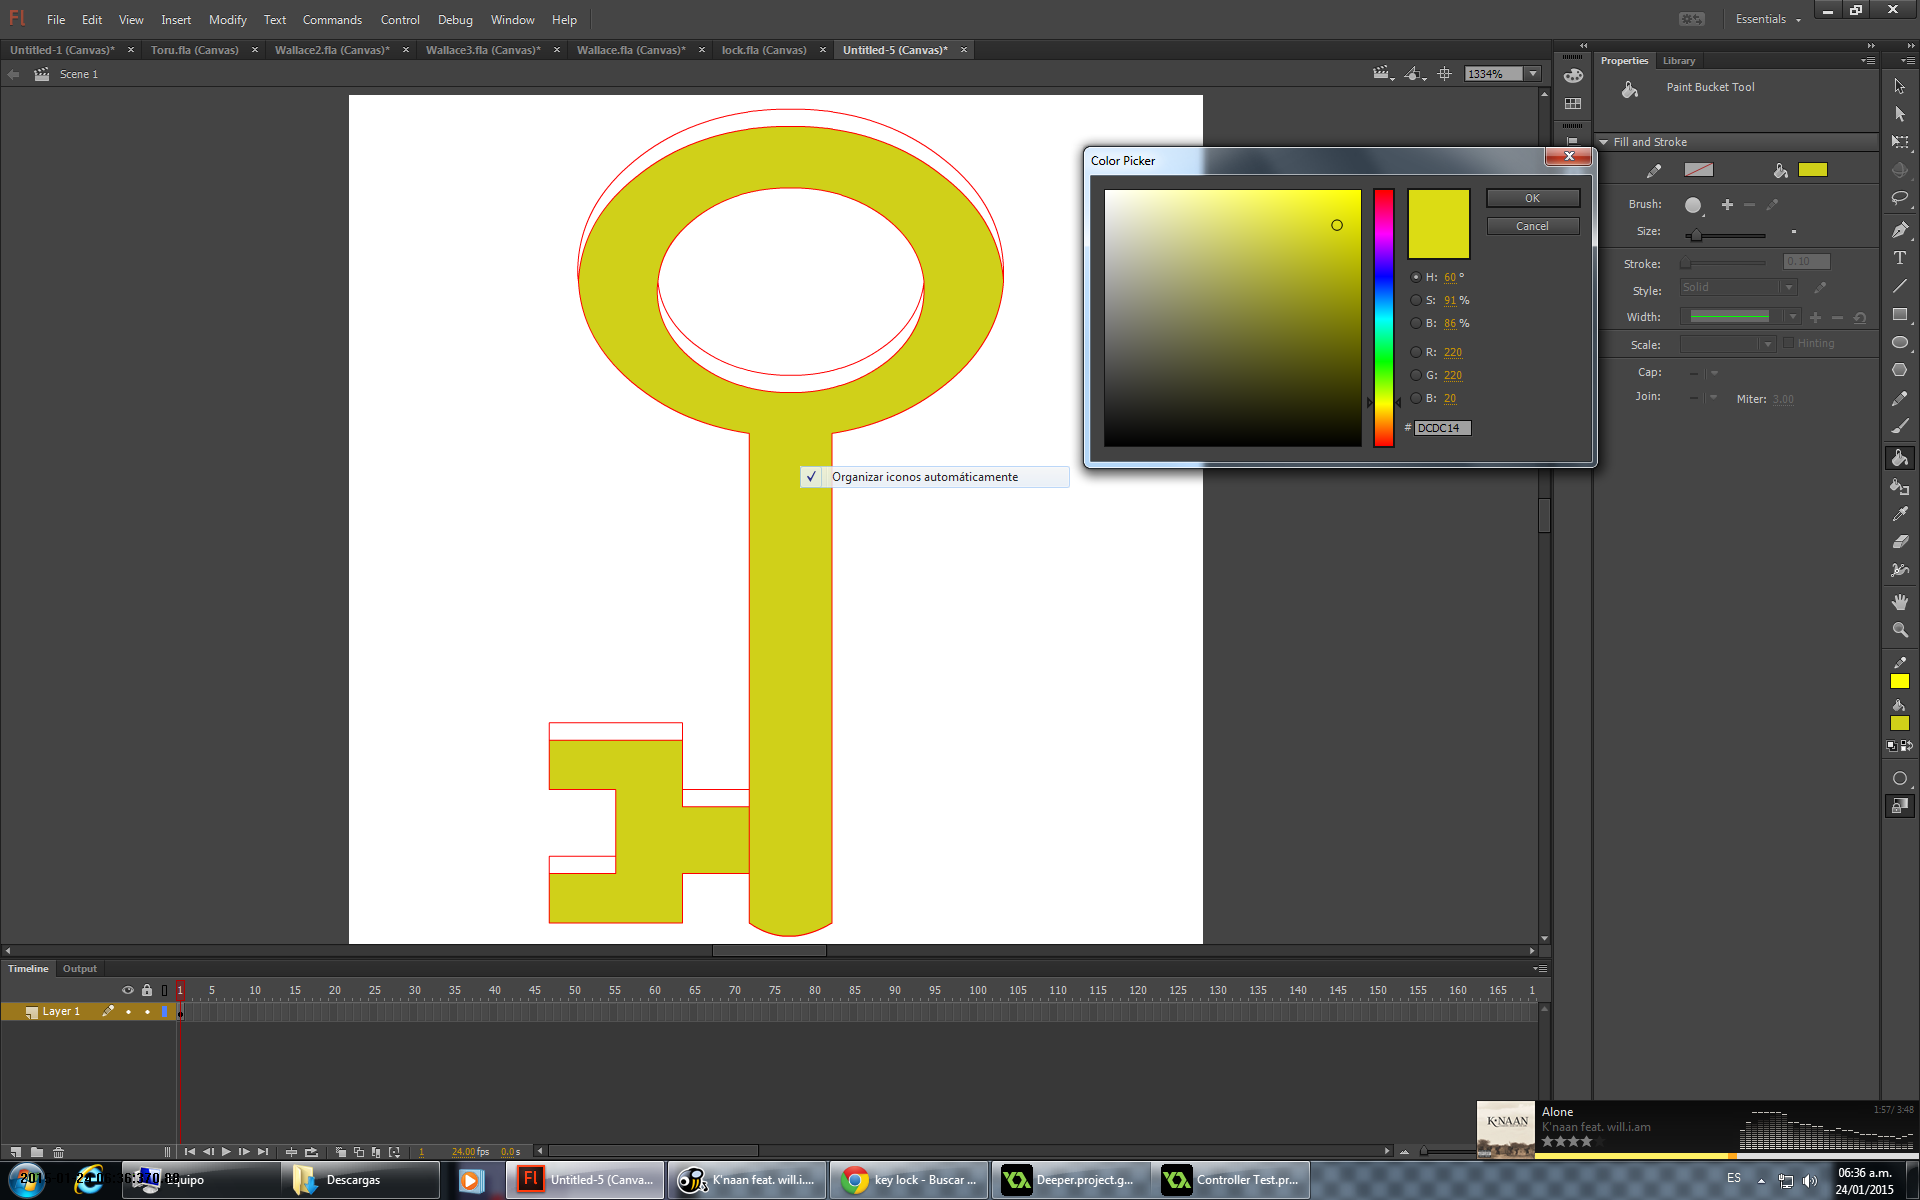 Fl File Edit View Insert Modify Text Commands Control Debug Window Help Essentials
Untitled-1 (Canvas)* Toru.fla (Canvas) Wallace2.fla (Canvas)* Wallace3.fla (Canvas)* Wallace.fla (Canvas)* lock.fla (Canvas) Untitled-5 (Canvas)*
Scene 1 1334%
Properties Library
Paint Bucket Tool
Fill and Stroke
Brush:
Size:
Stroke: 0,10
Style: Solid
Width:
Scale: Hinting
Cap:
Join: Miter: 3,00
Color Picker
OK
Cancel
H: 60 °
S: 91 %
B: 86 %
R: 220
G: 220
B: 20
# DCDC14
Organizar iconos automáticamente
Timeline Output
1 5 10 15 20 25 30 35 40 45 50 55 60 65 70 75 80 85 90 95 100 105 110 115 120 125 130 135 140 145 150 155 160 165 1
Layer 1
1 24.00 fps 0.0 s
K'NAAN
Alone 1:57/ 3:48
K'naan feat. will.i.am
Equipo Descargas Fl Untitled-5 (Canva... K'naan feat. will.i.... key lock - Buscar ... Deeper.project.g... Controller Test.pr...
ES 06:36 a.m.
24/01/2015